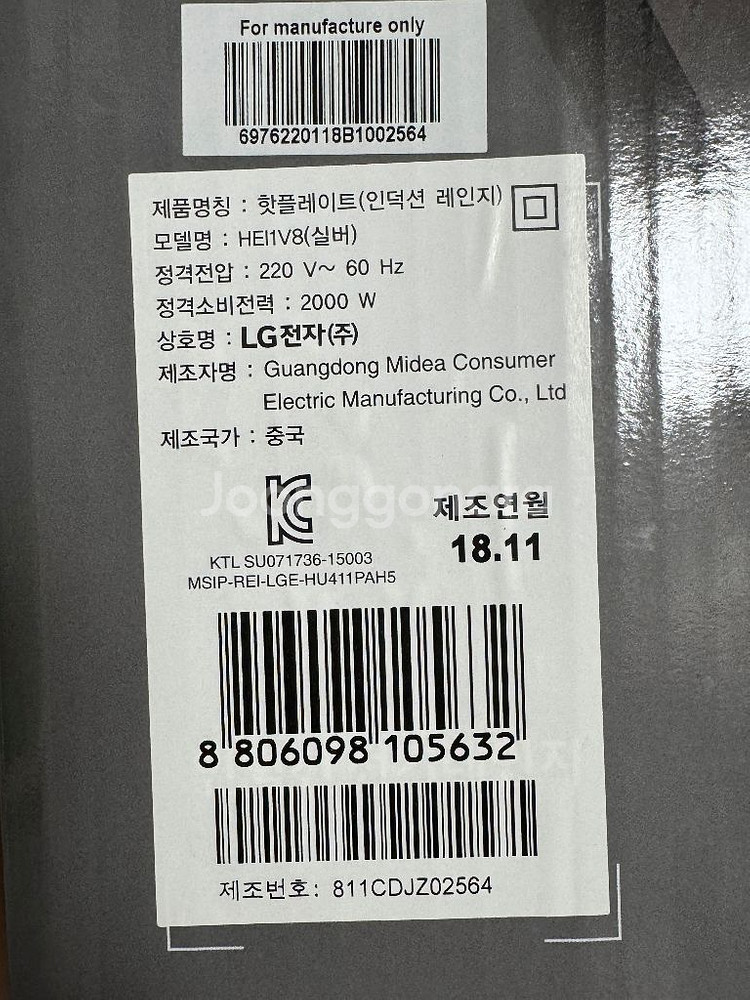 For manufacture only
6976220118B1002564
제품명칭 : 핫플레이트(인덕션 레인지)
모델명 : HEI1V8(실버)
정격전압 : 220 V~ 60 Hz
정격소비전력 : 2000 W
상호명 : LG전자(주)
제조자명 : Guangdong Midea Consumer
Electric Manufacturing Co., Ltd
제조국가 : 중국
Joonggonara
제조연월
18.11
KTL SU071736-15003
MSIP-REI-LGE-HU411PAH5
8 806098 105632
제조번호: 811CDJZ02564